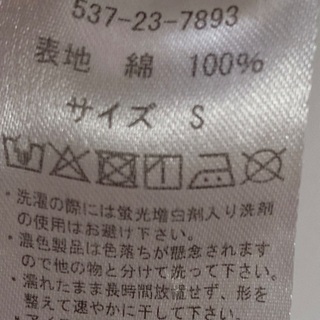 537-23-7893
表地 綿 100%
サイズ S
・洗濯の際には蛍光増白剤入り洗剤
の使用はお避け下さい。
・濃色製品は色落ちが懸念されます
ので他の物と分けて洗って下さい。
・濡れたまま長時間放置せず、形を
整えて速やかに干して下さい。